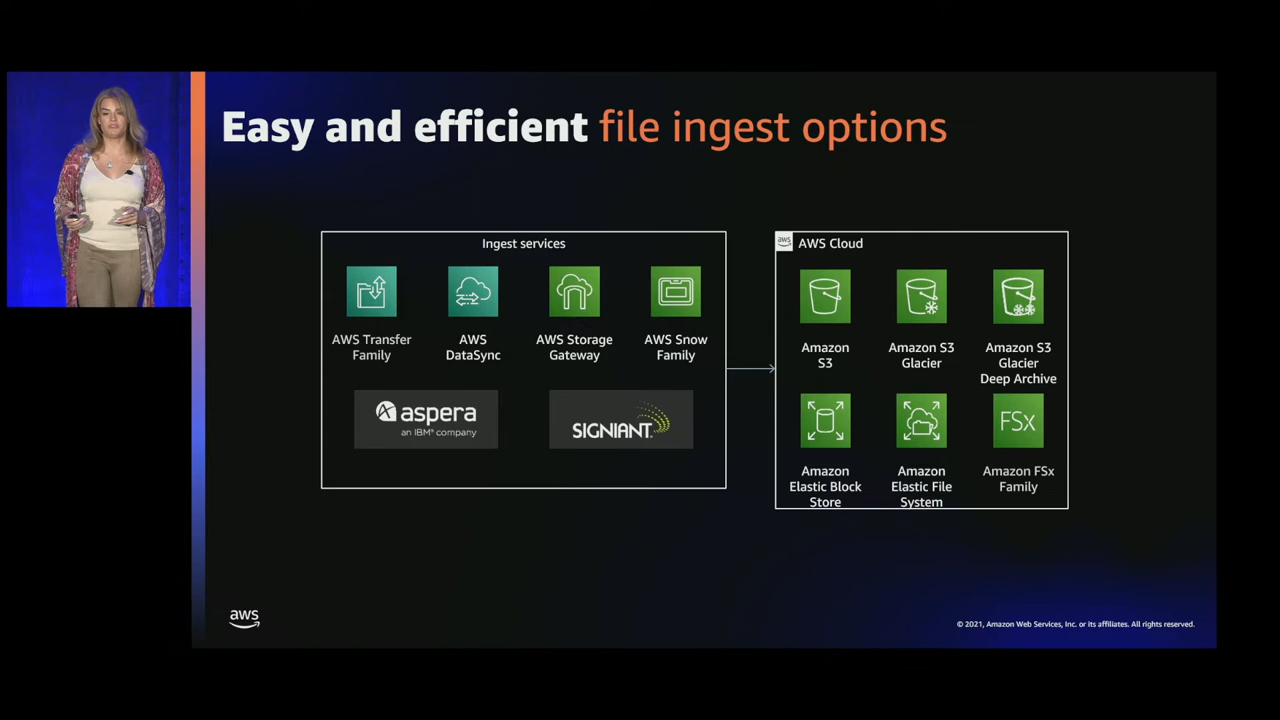 Easy and efficient file ingest options
Ingest services
AWS Transfer
Family
AWS
DataSync
AWS Storage
Gateway
AWS Snow
Family
aspera
an IBM® company
SIGNIANT
aws
AWS Cloud
Amazon
S3
Amazon S3
Glacier
Amazon S3
Glacier
Deep Archive
Amazon
Elastic Block
Store
Amazon
Elastic File
System
FSx
Amazon FSx
Family
aws
© 2021, Amazon Web Services, Inc. or its affiliates. All rights reserved.